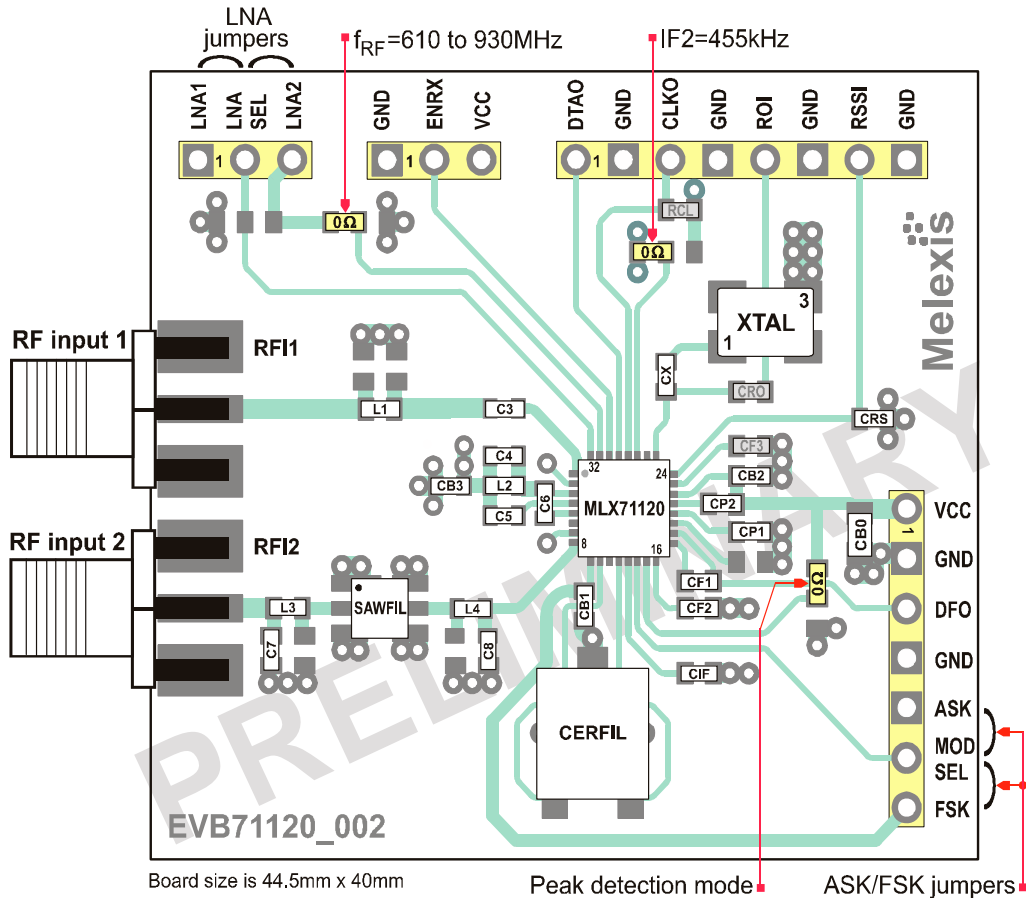 LNA
jumpers
fRF=610 to 930MHz
IF2=455kHz
LNA1
LNA
SEL
LNA2
GND
ENRX
VCC
DTAO
GND
CLKO
GND
ROI
GND
RSSI
GND
1
1
1
RCL
0Ω
0Ω
Melexis
3
XTAL
1
RF input 1
RFI1
CX
CRO
L1
C3
CRS
C4
32
24
CF3
CB3
L2
C6
CB2
MLX71120
CP2
C5
VCC
1
RF input 2
RFI2
8
16
CP1
CB0
GND
CF1
0Ω
SAWFIL
L3
L4
CB1
CF2
DFO
C7
C8
CIF
GND
ASK
CERFIL
MOD
SEL
FSK
PRELIMINARY
EVB71120_002
Board size is 44.5mm x 40mm
Peak detection mode
ASK/FSK jumpers